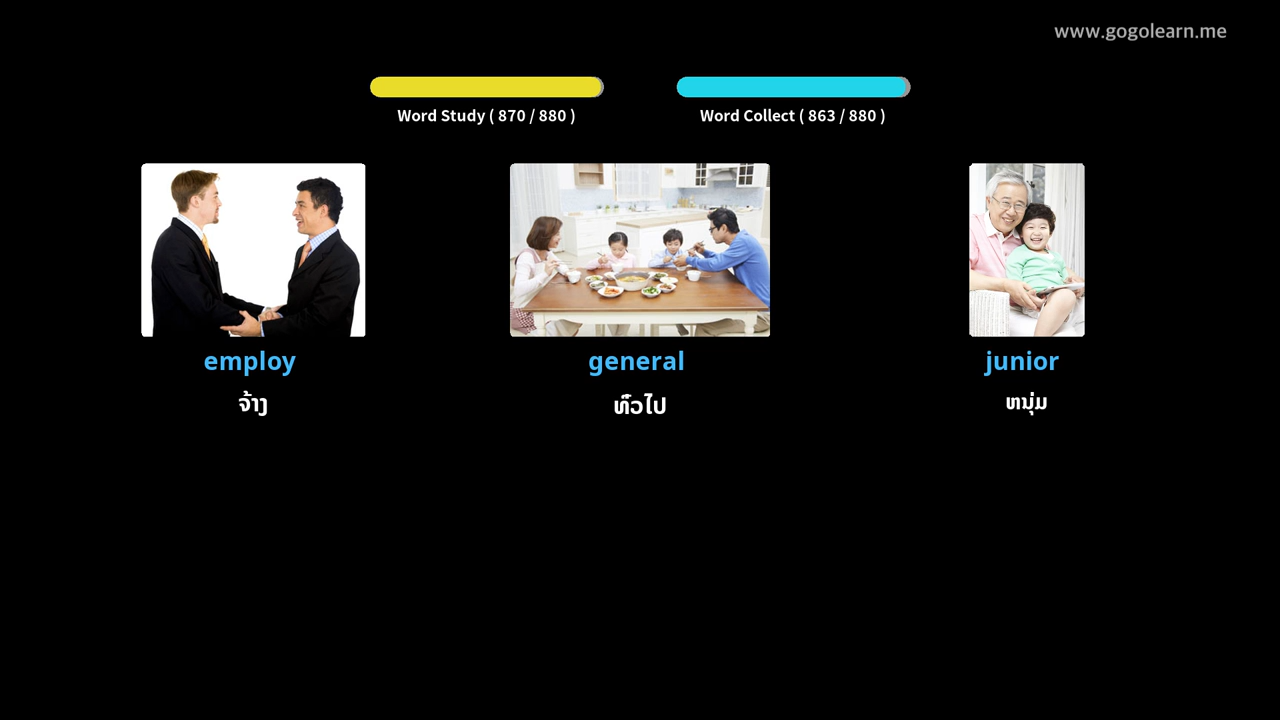 www.gogolearn.me
Word Study ( 870 / 880 )
Word Collect ( 863 / 880 )
employ
general
junior
ຈ້າງ
ທົ່ວໄປ
ຫນຸ່ມ